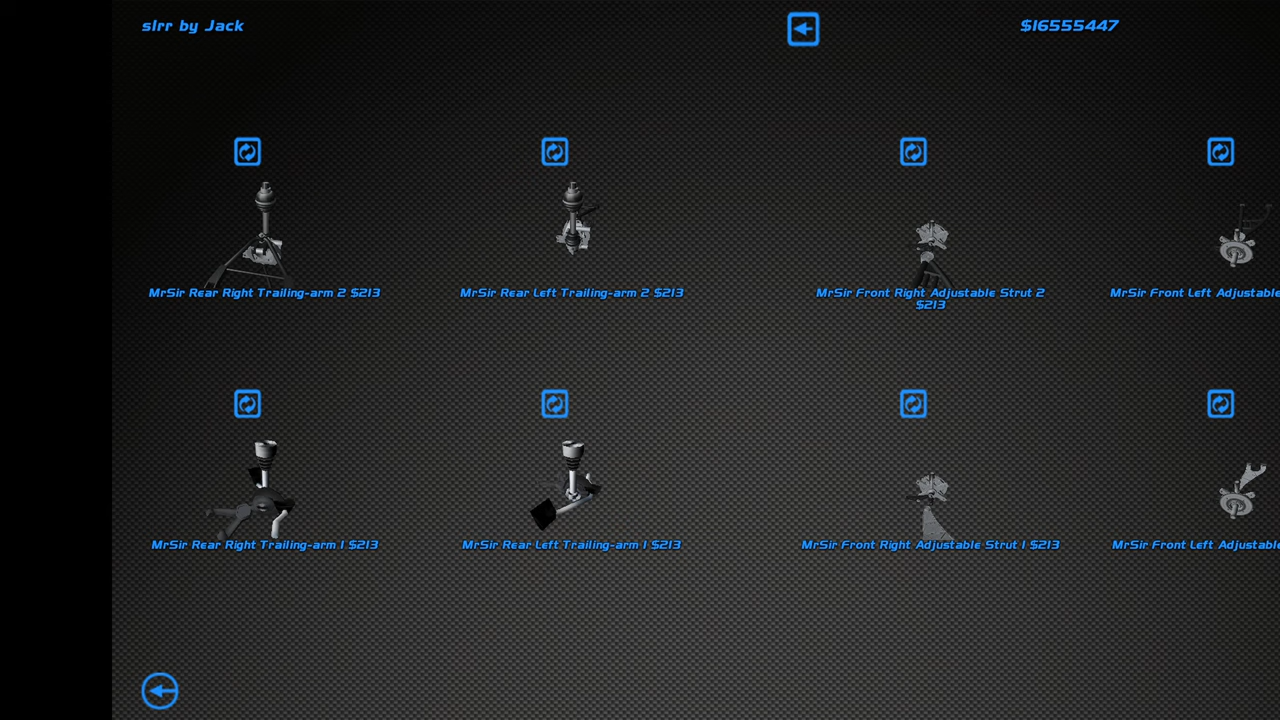 slrr by Jack
$16555447
MrSir Rear Right Trailing-arm 2 $213
MrSir Rear Left Trailing-arm 2 $213
MrSir Front Right Adjustable Strut 2
$213
MrSir Front Left Adjustable
MrSir Rear Right Trailing-arm 1 $213
MrSir Rear Left Trailing-arm 1 $213
MrSir Front Right Adjustable Strut 1 $213
MrSir Front Left Adjustable